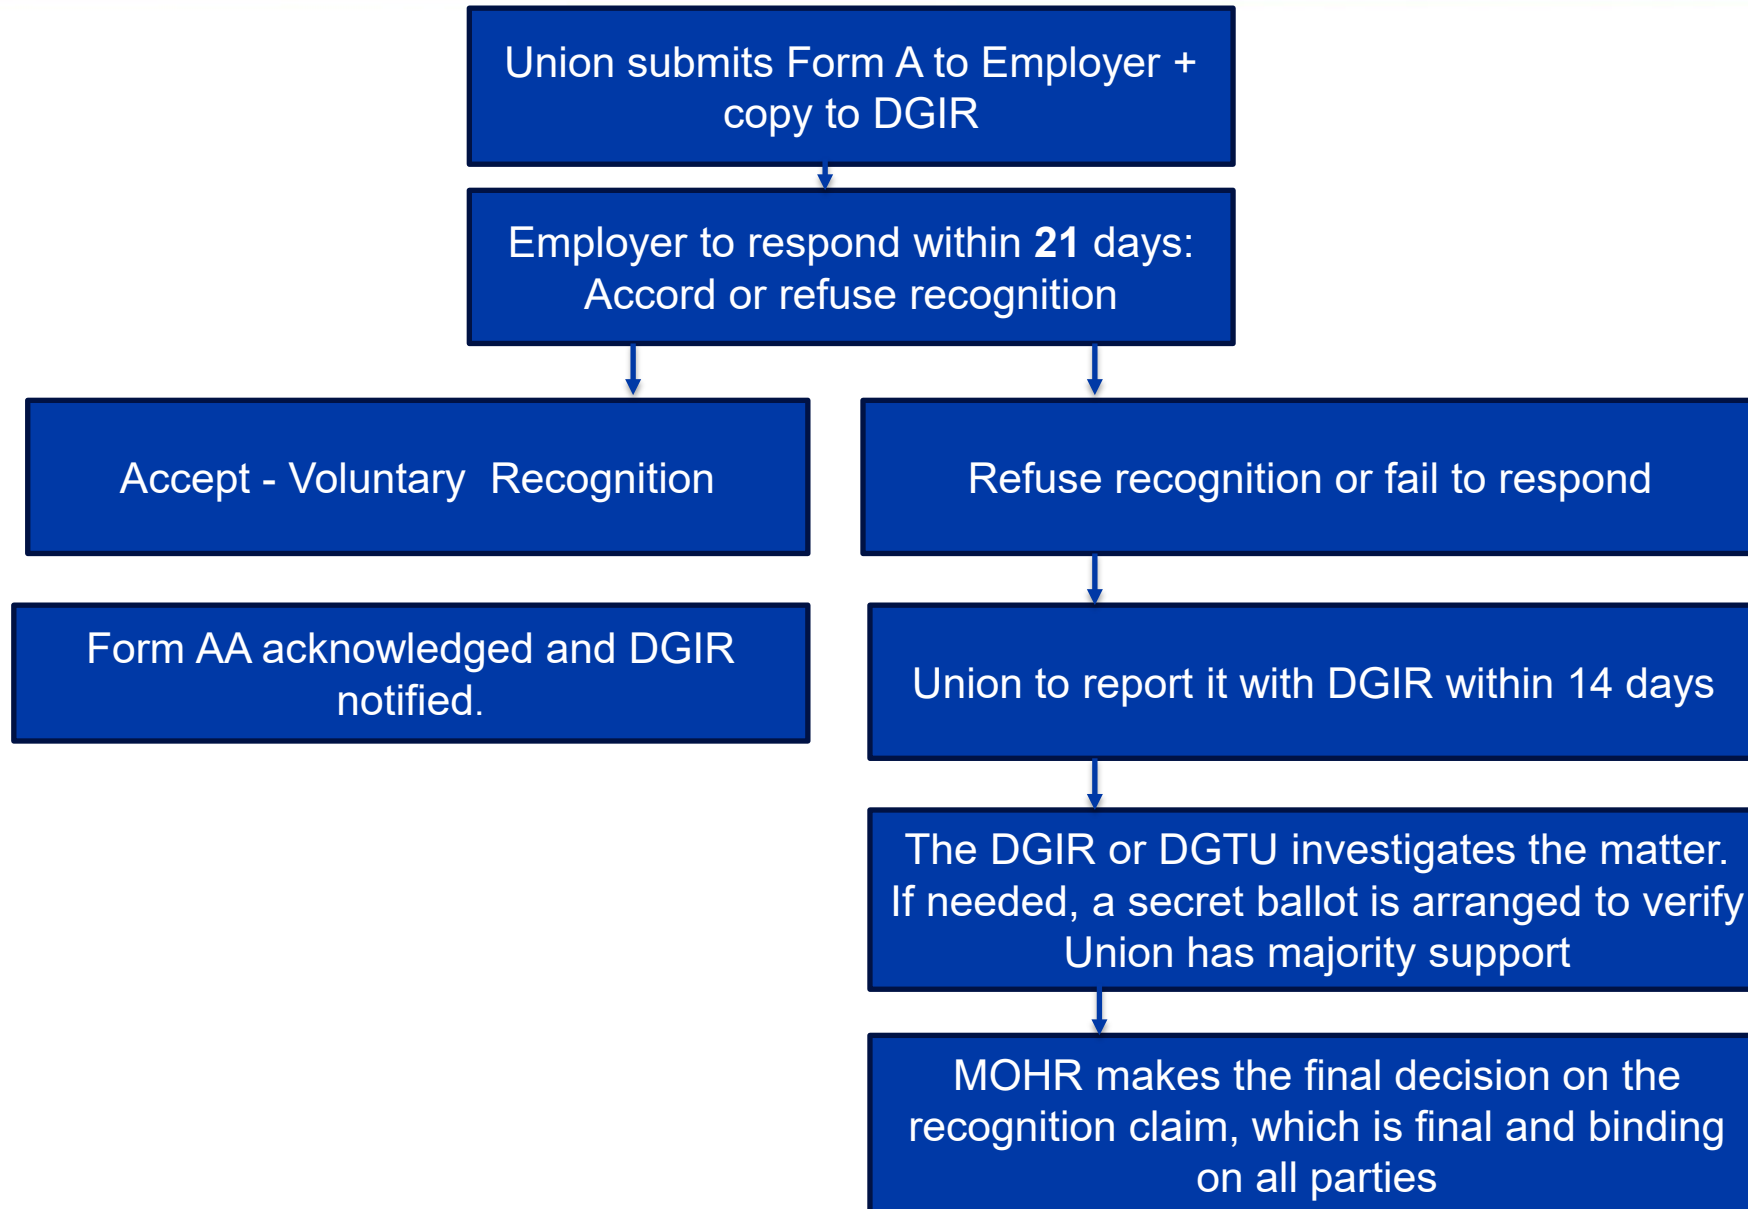 Union submits Form A to Employer +
copy to DGIR
Employer to respond within 21 days:
Accord or refuse recognition
Accept - Voluntary  Recognition
Refuse recognition or fail to respond
Form AA acknowledged and DGIR
notified.
Union to report it with DGIR within 14 days
The DGIR or DGTU investigates the matter.
If needed, a secret ballot is arranged to verify
Union has majority support
MOHR makes the final decision on the
recognition claim, which is final and binding
on all parties